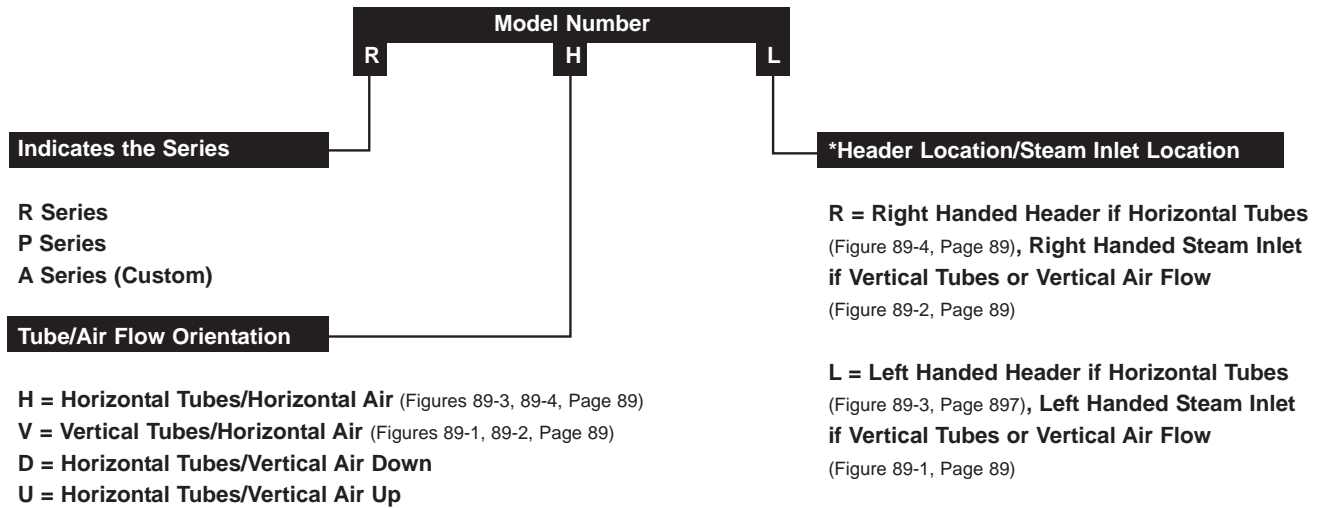 Model Number
R H L
Indicates the Series
R Series
P Series
A Series (Custom)
Tube/Air Flow Orientation
H = Horizontal Tubes/Horizontal Air (Figures 89-3, 89-4, Page 89)
V = Vertical Tubes/Horizontal Air (Figures 89-1, 89-2, Page 89)
D = Horizontal Tubes/Vertical Air Down
U = Horizontal Tubes/Vertical Air Up
*Header Location/Steam Inlet Location
R = Right Handed Header if Horizontal Tubes
(Figure 89-4, Page 89), Right Handed Steam Inlet
if Vertical Tubes or Vertical Air Flow
(Figure 89-2, Page 89)
L = Left Handed Header if Horizontal Tubes
(Figure 89-3, Page 897), Left Handed Steam Inlet
if Vertical Tubes or Vertical Air Flow
(Figure 89-1, Page 89)